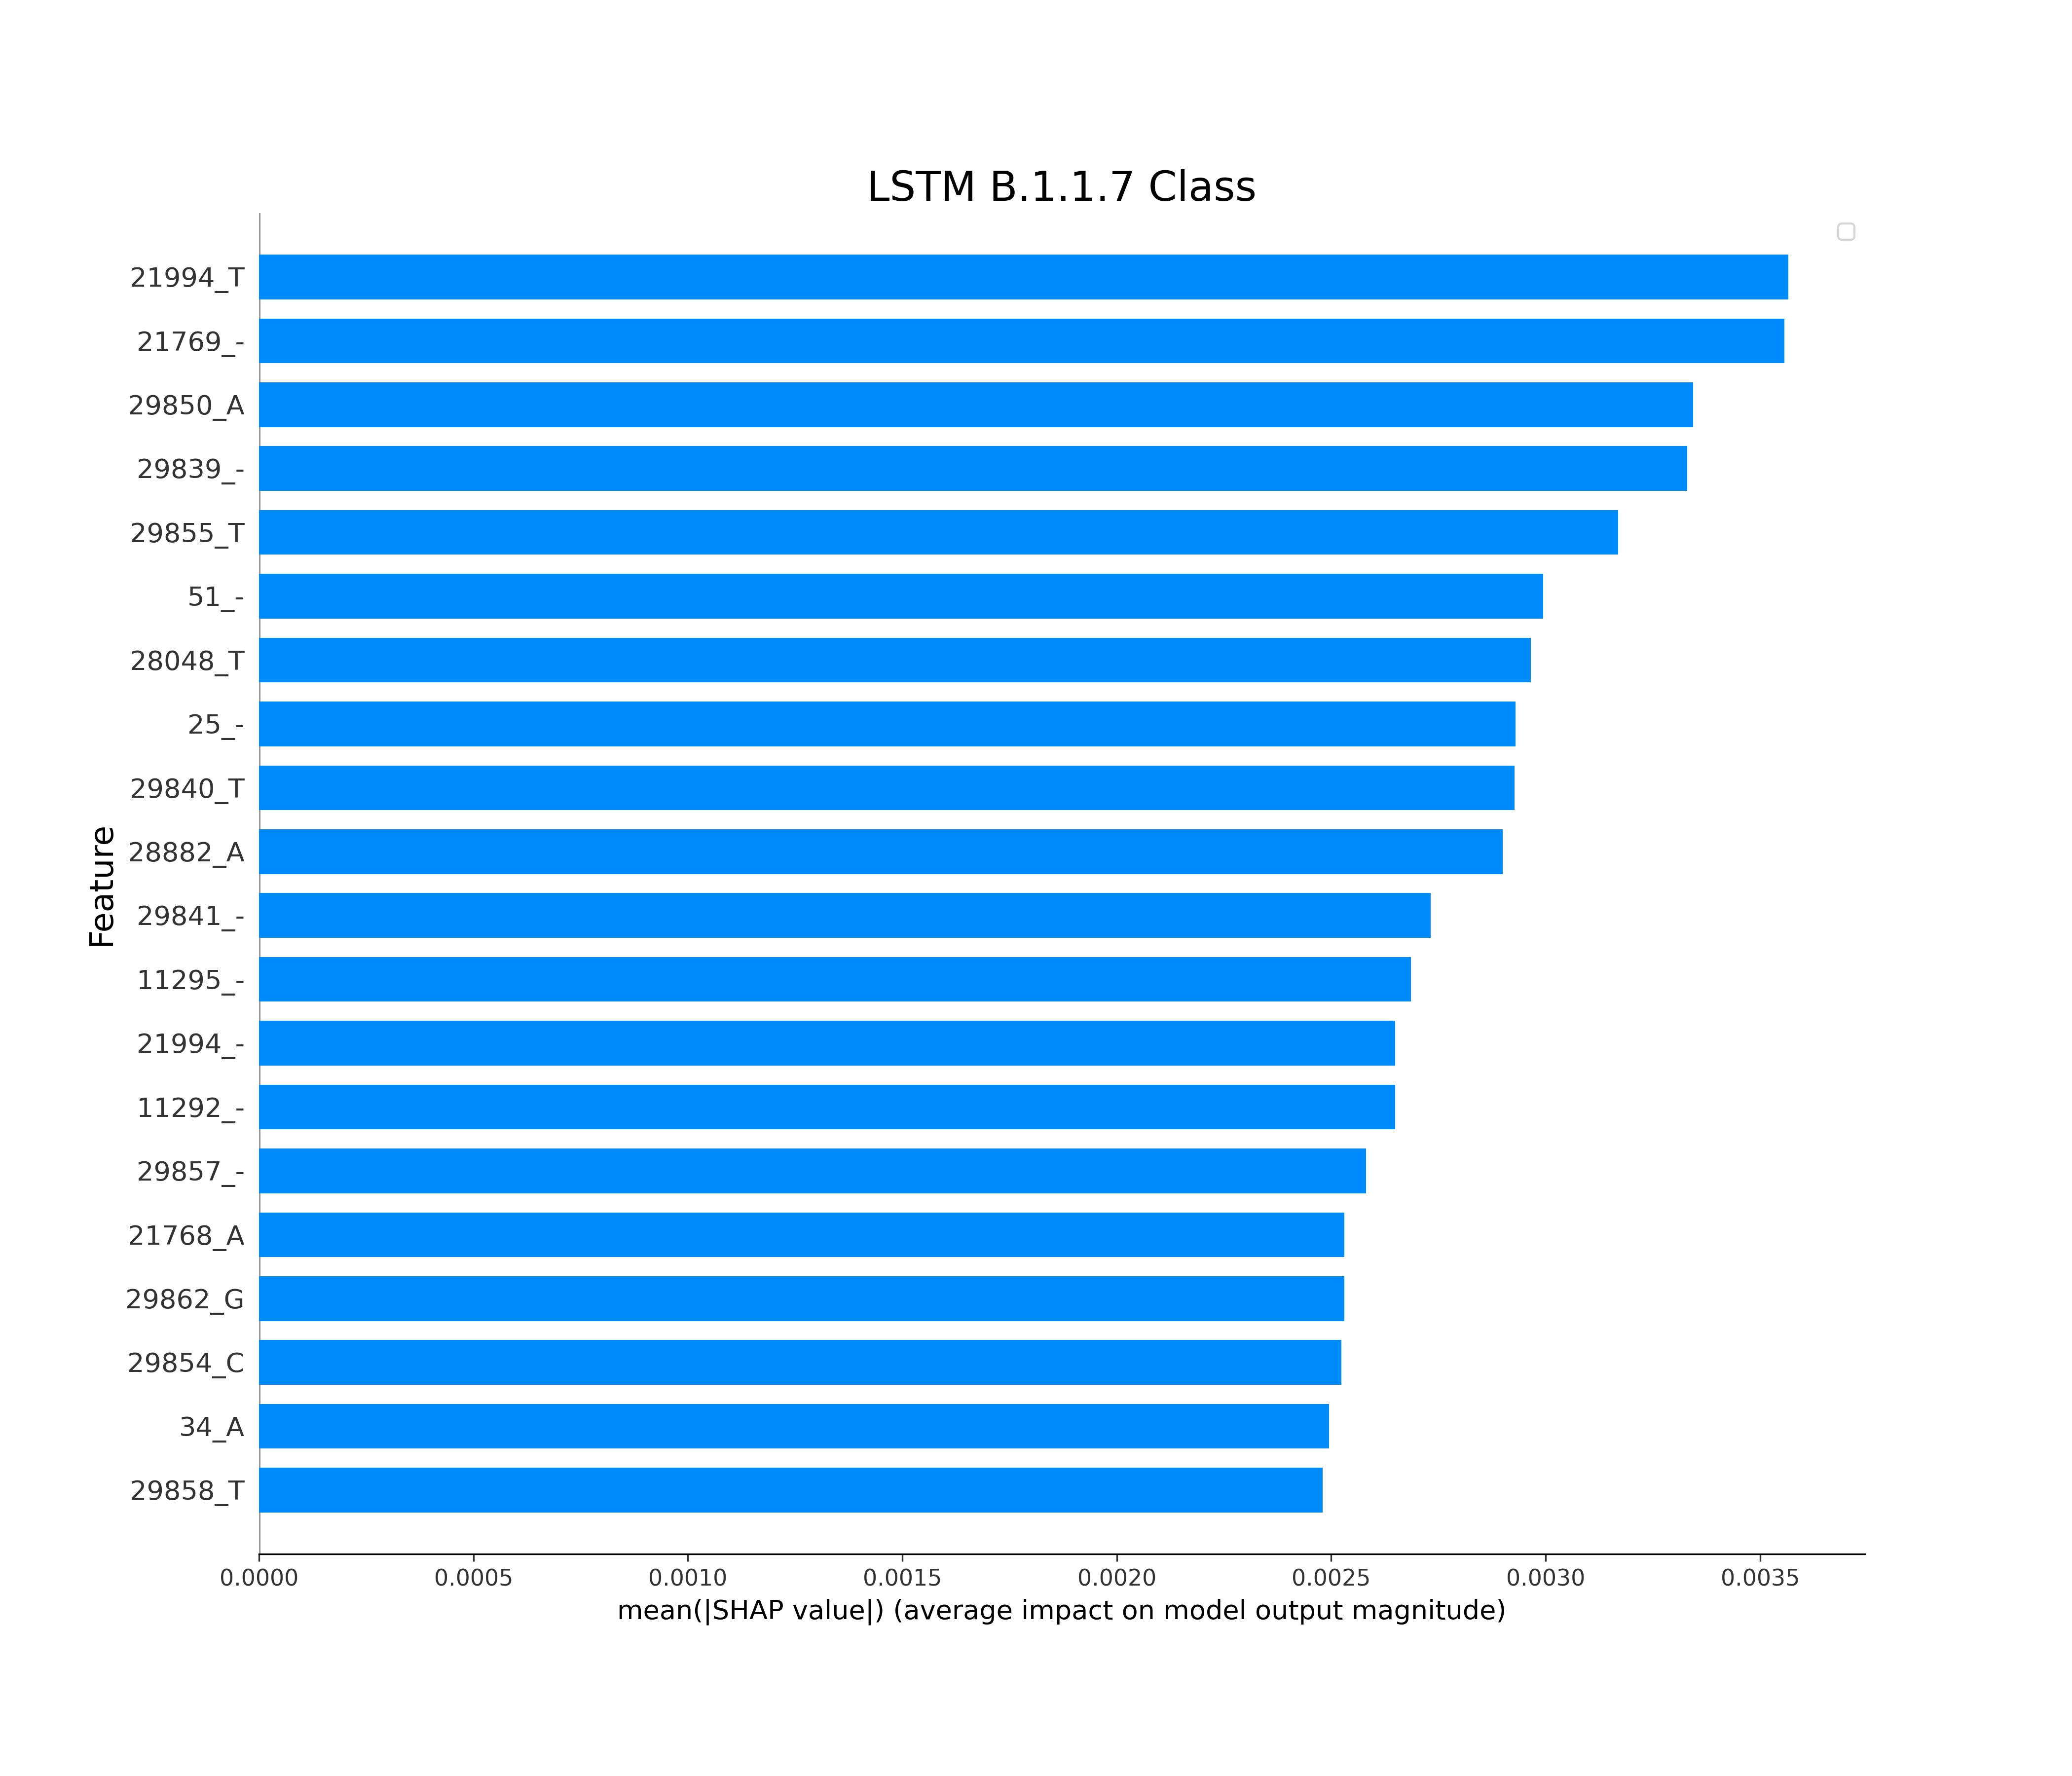 LSTM B.1.1.7 Class
21994_T
21769_-
29850_A
29839_-
29855_T
51_-
28048_T
25_-
29840_T
28882_A
29841_-
11295_-
21994_-
11292_-
29857_-
21768_A
29862_G
29854_C
34_A
29858_T
Feature
0.0000 0.0005 0.0010 0.0015 0.0020 0.0025 0.0030 0.0035
mean(|SHAP value|) (average impact on model output magnitude)